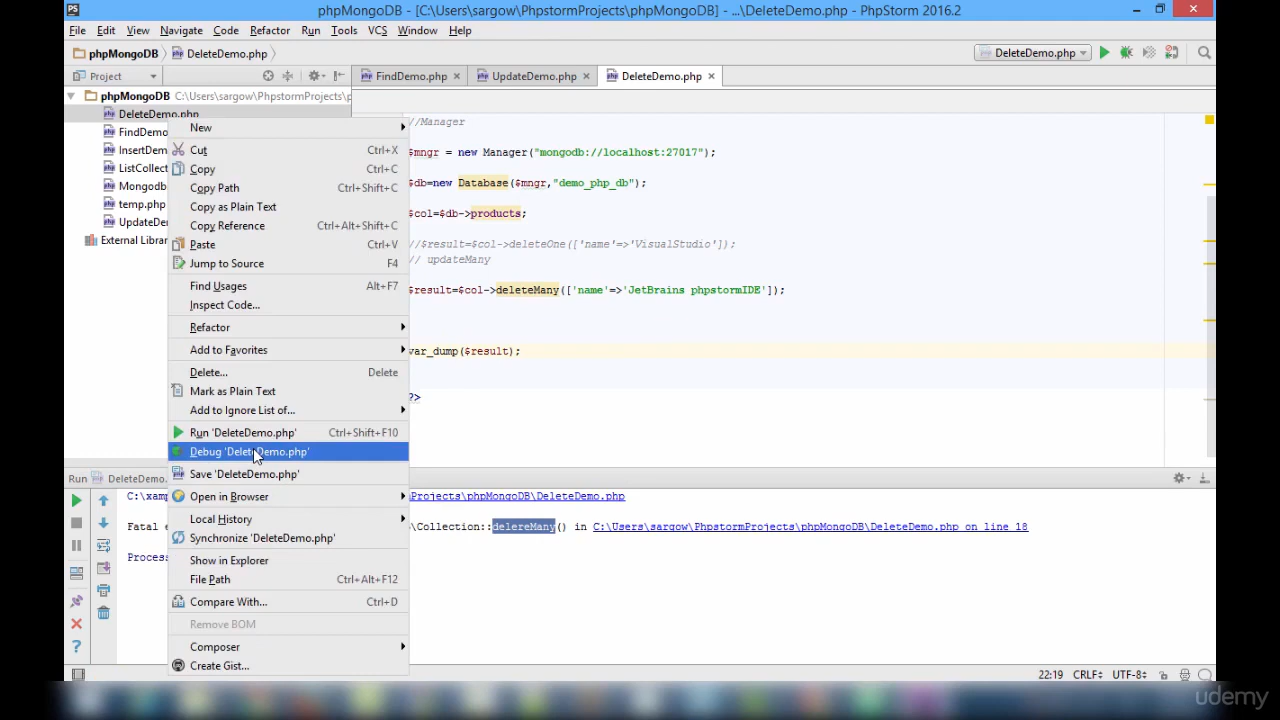 PS
phpMongoDB - [C:\Users\sargow\PhpstormProjects\phpMongoDB] - ...\DeleteDemo.php - PhpStorm 2016.2
File Edit View Navigate Code Refactor Run Tools VCS Window Help
phpMongoDB DeleteDemo.php
DeleteDemo.php
Project
FindDemo.php UpdateDemo.php DeleteDemo.php
phpMongoDB C:\Users\sargow\PhpstormProjects\p
DeleteDemo.php
FindDemo
InsertDem
ListCollect
Mongodb
temp.php
UpdateDe
External Librar
New
Cut Ctrl+X
Copy Ctrl+C
Copy Path Ctrl+Shift+C
Copy as Plain Text
Copy Reference Ctrl+Alt+Shift+C
Paste Ctrl+V
Jump to Source F4
Find Usages Alt+F7
Inspect Code...
Refactor
Add to Favorites
Delete... Delete
Mark as Plain Text
Add to Ignore List of...
Run 'DeleteDemo.php' Ctrl+Shift+F10
Debug 'DeleteDemo.php'
Save 'DeleteDemo.php'
Open in Browser
Local History
Synchronize 'DeleteDemo.php'
Show in Explorer
File Path Ctrl+Alt+F12
Compare With... Ctrl+D
Remove BOM
Composer
Create Gist...
//Manager
$mngr = new Manager("mongodb://localhost:27017");
$db=new Database($mngr,"demo_php_db");
$col=$db->products;
//$result=$col->deleteOne(['name'=>'VisualStudio']);
// updateMany
$result=$col->deleteMany(['name'=>'JetBrains phpstormIDE']);
var_dump($result);
?>
Run DeleteDemo.
C:\xamp Projects\phpMongoDB\DeleteDemo.php
Fatal e \Collection::delereMany() in C:\Users\sargow\PhpstormProjects\phpMongoDB\DeleteDemo.php on line 18
Process
22:19 CRLF UTF-8
udemy